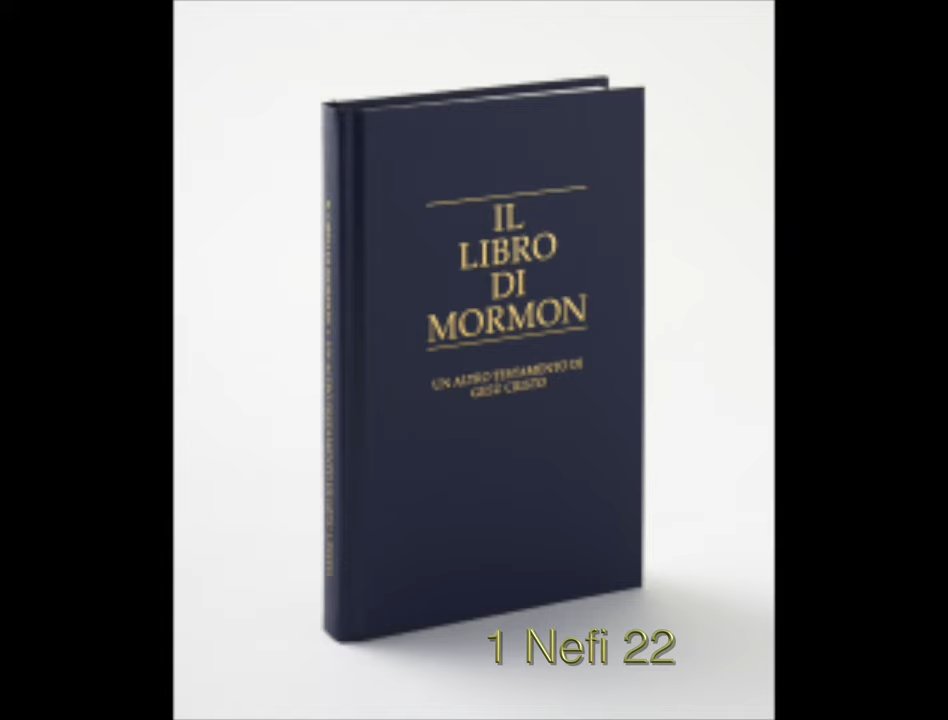 IL
LIBRO
DI
MORMON
UN ALTRO TESTAMENTO DI
GESÙ CRISTO
1 Nefi 22